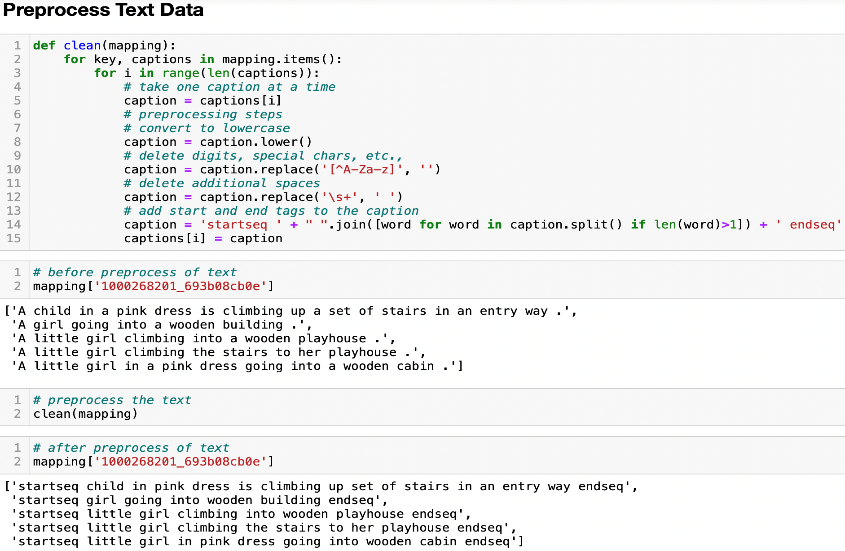 Preprocess Text Data
1 def clean(mapping):
2     for key, captions in mapping.items():
3         for i in range(len(captions)):
4             # take one caption at a time
5             caption = captions[i]
6             # preprocessing steps
7             # convert to lowercase
8             caption = caption.lower()
9             # delete digits, special chars, etc.,
10             caption = caption.replace('[^A-Za-z]', '')
11             # delete additional spaces
12             caption = caption.replace('\s+', ' ')
13             # add start and end tags to the caption
14             caption = 'startseq ' + " ".join([word for word in caption.split() if len(word)>1]) + ' endseq'
15             captions[i] = caption
1 # before preprocess of text
2 mapping['1000268201_693b08cb0e']
['A child in a pink dress is climbing up a set of stairs in an entry way .',
 'A girl going into a wooden building .',
 'A little girl climbing into a wooden playhouse .',
 'A little girl climbing the stairs to her playhouse .',
 'A little girl in a pink dress going into a wooden cabin .']
1 # preprocess the text
2 clean(mapping)
1 # after preprocess of text
2 mapping['1000268201_693b08cb0e']
['startseq child in pink dress is climbing up set of stairs in an entry way endseq',
 'startseq girl going into wooden building endseq',
 'startseq little girl climbing into wooden playhouse endseq',
 'startseq little girl climbing the stairs to her playhouse endseq',
 'startseq little girl in pink dress going into wooden cabin endseq']